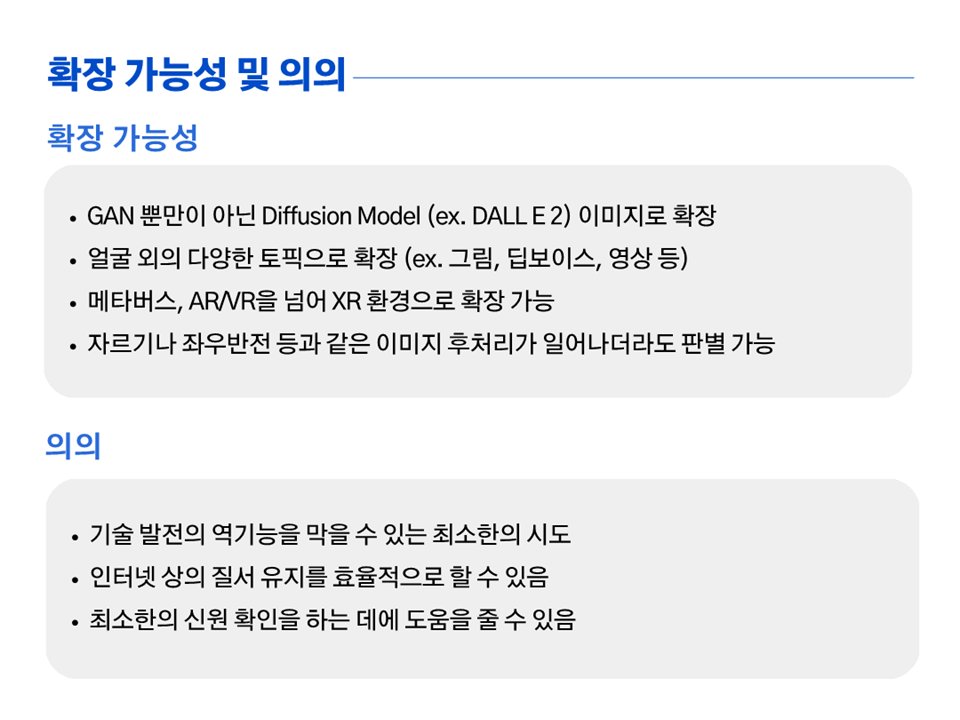 확장 가능성 및 의의
확장 가능성
• GAN 뿐만이 아닌 Diffusion Model (ex. DALL E 2) 이미지로 확장
• 얼굴 외의 다양한 토픽으로 확장 (ex. 그림, 딥보이스, 영상 등)
• 메타버스, AR/VR을 넘어 XR 환경으로 확장 가능
• 자르기나 좌우반전 등과 같은 이미지 후처리가 일어나더라도 판별 가능
의의
• 기술 발전의 역기능을 막을 수 있는 최소한의 시도
• 인터넷 상의 질서 유지를 효율적으로 할 수 있음
• 최소한의 신원 확인을 하는 데에 도움을 줄 수 있음